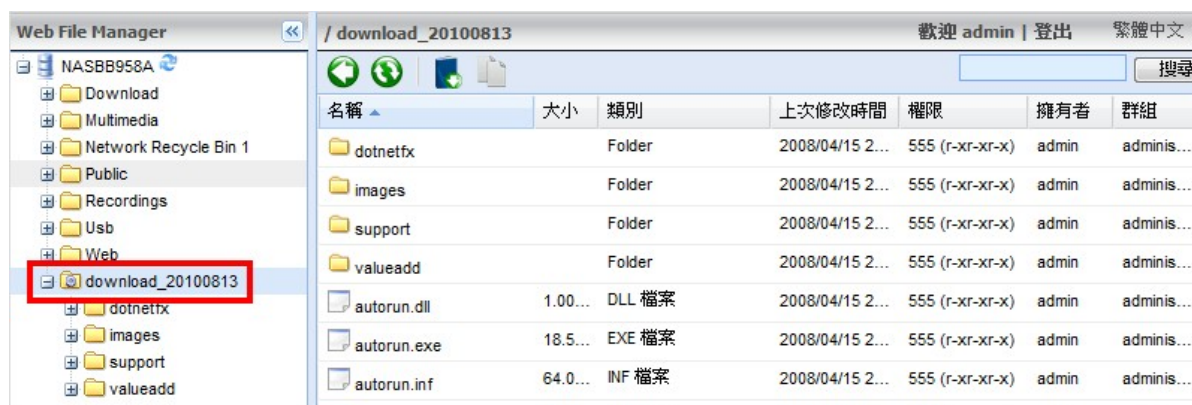 Web File Manager
NASBB958A
Download
Multimedia
Network Recycle Bin 1
Public
Recordings
Usb
Web
download_20100813
dotnetfx
images
support
valueadd
/ download_20100813 歡迎 admin | 登出 繁體中文
搜尋
名稱 大小 類別 上次修改時間 權限 擁有者 群組
dotnetfx Folder 2008/04/15 2... 555 (r-xr-xr-x) admin adminis...
images Folder 2008/04/15 2... 555 (r-xr-xr-x) admin adminis...
support Folder 2008/04/15 2... 555 (r-xr-xr-x) admin adminis...
valueadd Folder 2008/04/15 2... 555 (r-xr-xr-x) admin adminis...
autorun.dll 1.00... DLL 檔案 2008/04/15 2... 555 (r-xr-xr-x) admin adminis...
autorun.exe 18.5... EXE 檔案 2008/04/15 2... 555 (r-xr-xr-x) admin adminis...
autorun.inf 64.0... INF 檔案 2008/04/15 2... 555 (r-xr-xr-x) admin adminis...